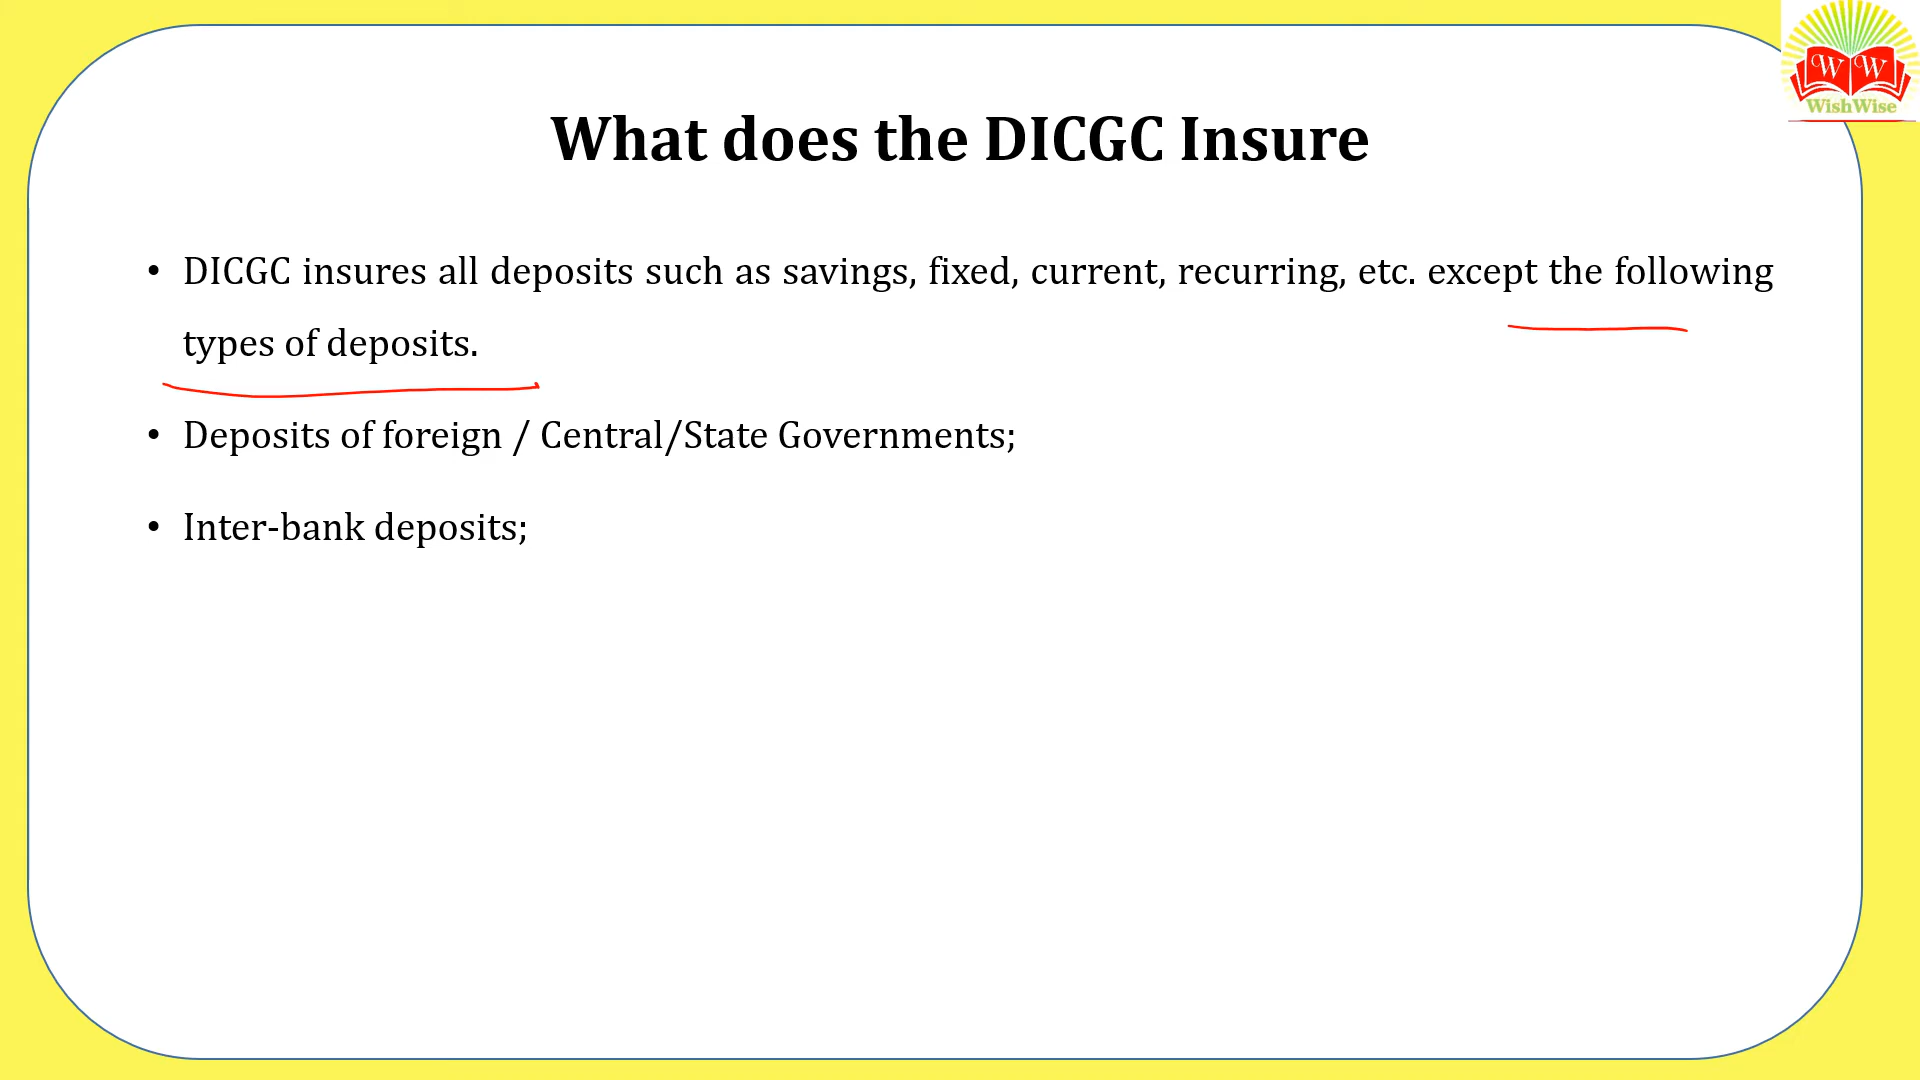 W W
WishWise
What does the DICGC Insure
• DICGC insures all deposits such as savings, fixed, current, recurring, etc. except the following
types of deposits.
• Deposits of foreign / Central/State Governments;
• Inter-bank deposits;